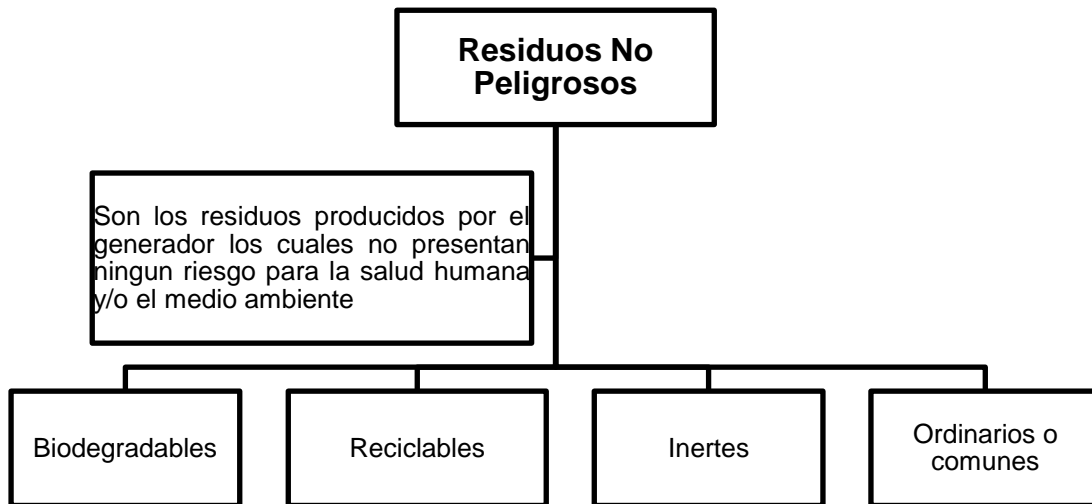 Residuos No
Peligrosos
Son los residuos producidos por el
generador los cuales no presentan
ningun riesgo para la salud humana
y/o el medio ambiente
Biodegradables
Reciclables
Inertes
Ordinarios o
comunes